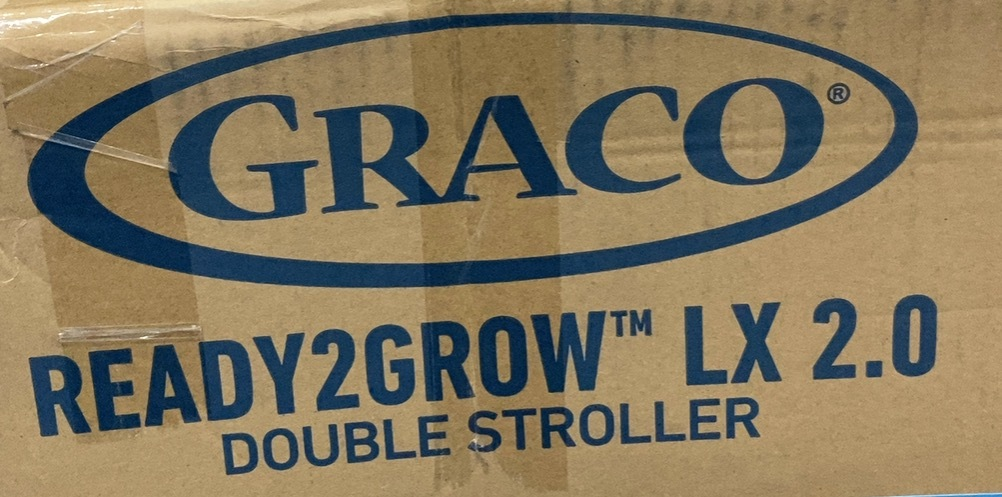 GRACO®
READY2GROW™ LX 2.0
DOUBLE STROLLER